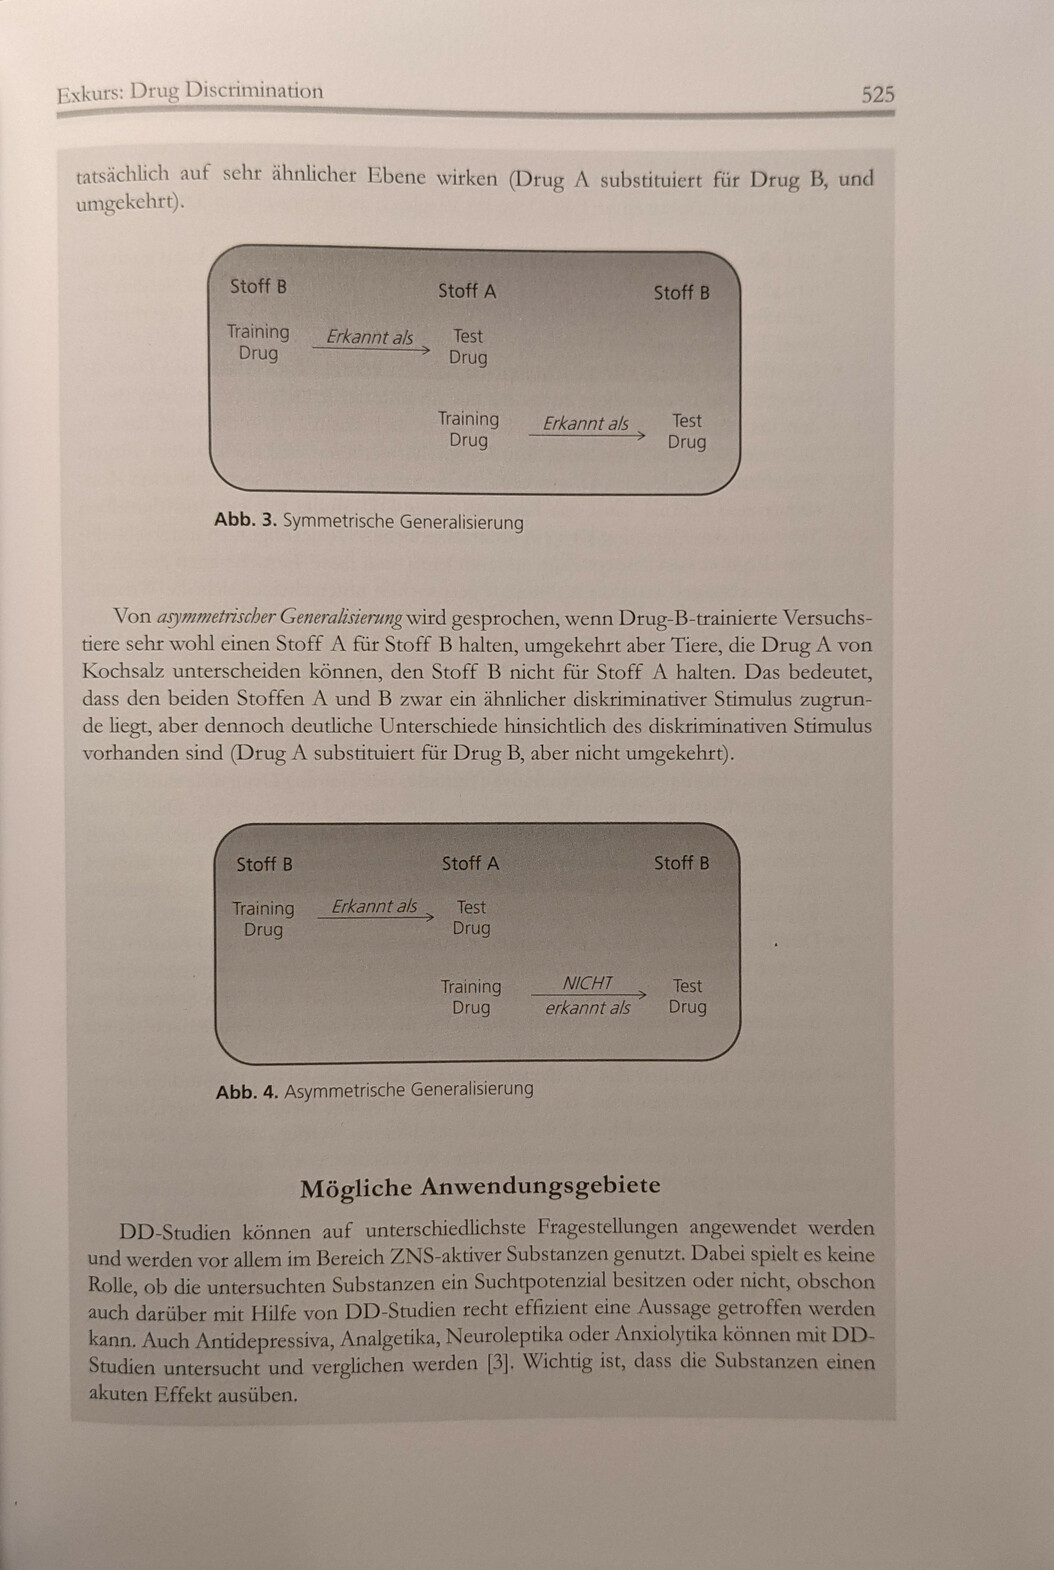 Exkurs: Drug Discrimination 525
tatsächlich auf sehr ähnlicher Ebene wirken (Drug A substituiert für Drug B, und
umgekehrt).
Stoff B Stoff A Stoff B
Training Erkannt als Test
Drug Drug
Training Erkannt als Test
Drug Drug
Abb. 3. Symmetrische Generalisierung
Von asymmetrischer Generalisierung wird gesprochen, wenn Drug-B-trainierte Versuchs-
tiere sehr wohl einen Stoff A für Stoff B halten, umgekehrt aber Tiere, die Drug A von
Kochsalz unterscheiden können, den Stoff B nicht für Stoff A halten. Das bedeutet,
dass den beiden Stoffen A und B zwar ein ähnlicher diskriminativer Stimulus zugrun-
de liegt, aber dennoch deutliche Unterschiede hinsichtlich des diskriminativen Stimulus
vorhanden sind (Drug A substituiert für Drug B, aber nicht umgekehrt).
Stoff B Stoff A Stoff B
Training Erkannt als Test
Drug Drug
Training NICHT Test
Drug erkannt als Drug
Abb. 4. Asymmetrische Generalisierung
Mögliche Anwendungsgebiete
DD-Studien können auf unterschiedlichste Fragestellungen angewendet werden
und werden vor allem im Bereich ZNS-aktiver Substanzen genutzt. Dabei spielt es keine
Rolle, ob die untersuchten Substanzen ein Suchtpotenzial besitzen oder nicht, obschon
auch darüber mit Hilfe von DD-Studien recht effizient eine Aussage getroffen werden
kann. Auch Antidepressiva, Analgetika, Neuroleptika oder Anxiolytika können mit DD-
Studien untersucht und verglichen werden [3]. Wichtig ist, dass die Substanzen einen
akuten Effekt ausüben.